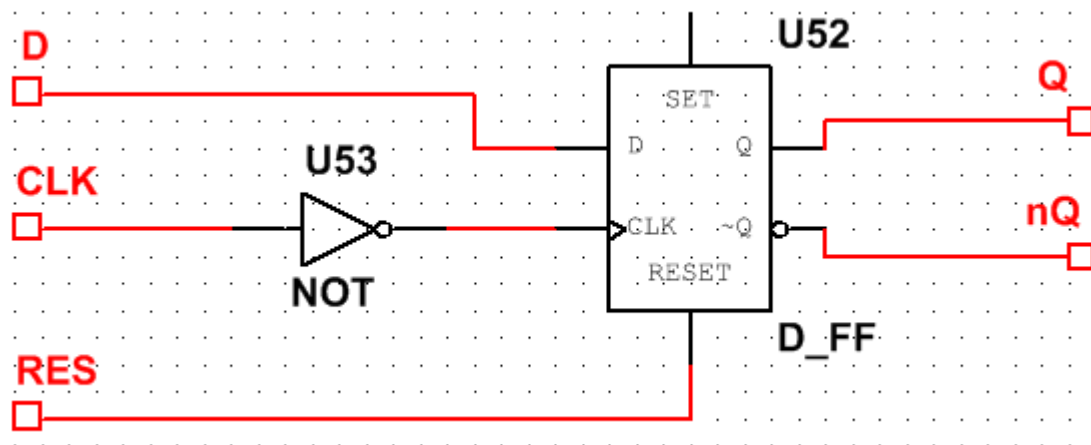 U52
D
Q
SET
D
Q
U53
CLK
nQ
CLK
~Q
RESET
NOT
D_FF
RES